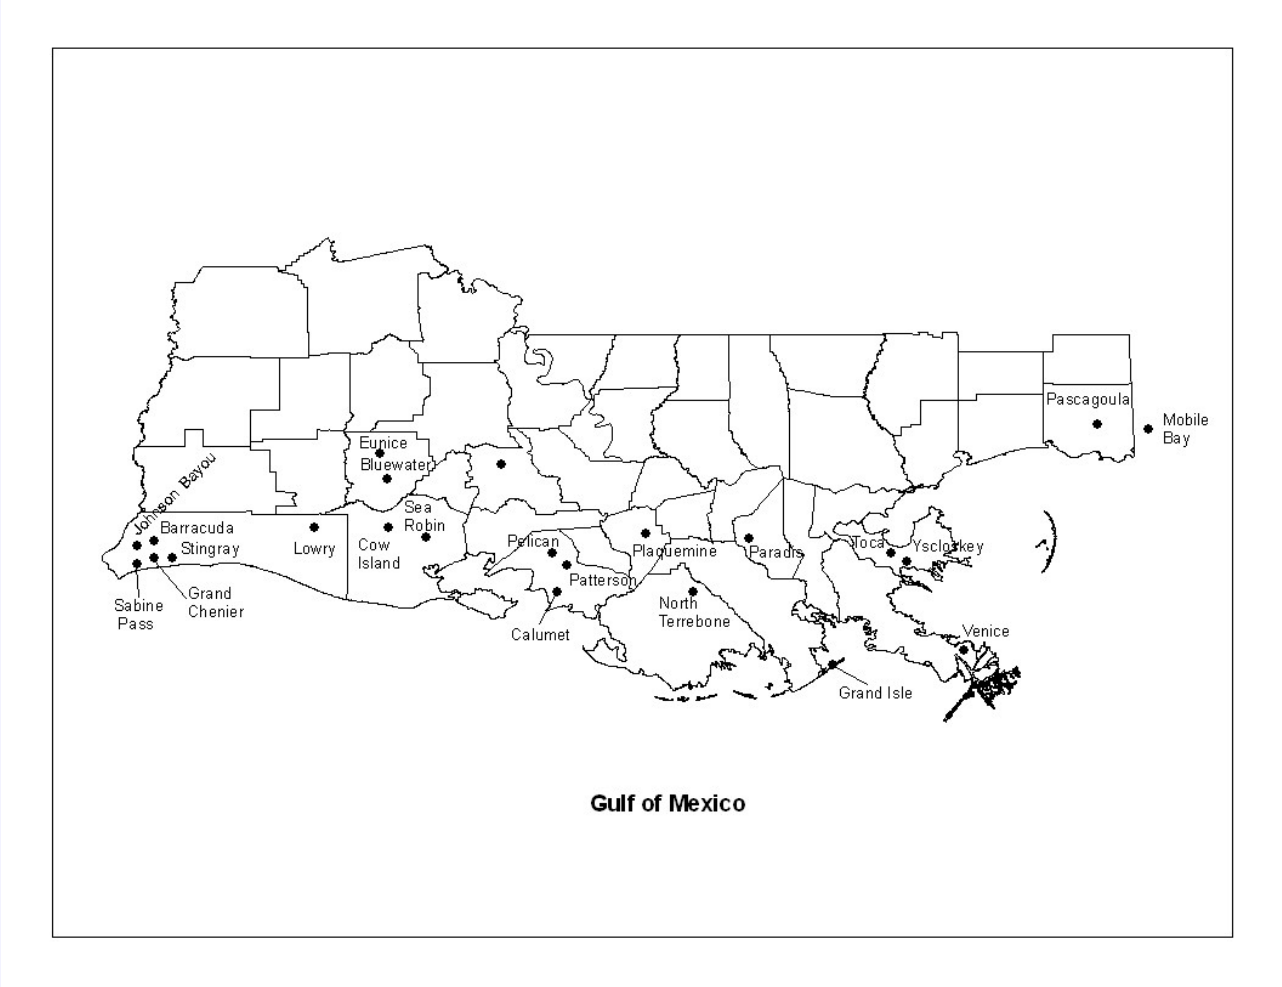 Pascagoula
Mobile
Bay
Eunice
Bluewater
Johnson Bayou
Sea
Robin
Barracuda
Stingray
Lowry
Cow
Island
Pelican
Plaquemine
Paradis
Toca
Yscloskey
Patterson
Grand
Chenier
Sabine
Pass
North
Terrebone
Calumet
Venice
Grand Isle
Gulf of Mexico